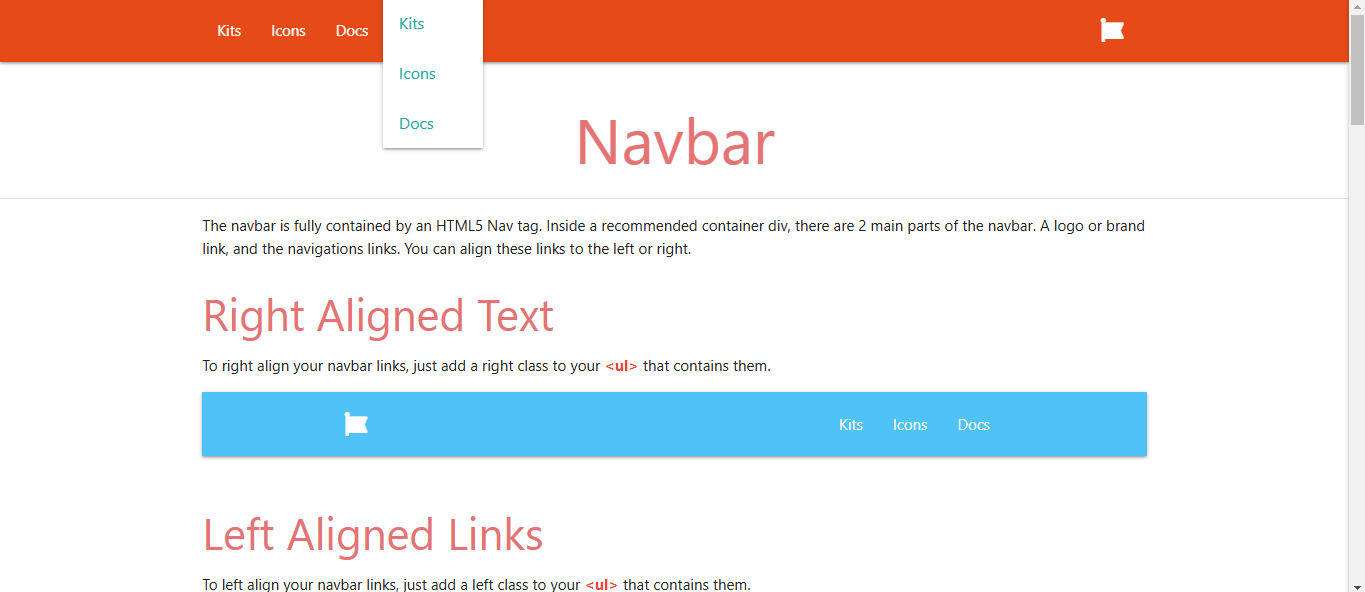 Kits Icons Docs
Kits
Icons
Docs
Navbar
The navbar is fully contained by an HTML5 Nav tag. Inside a recommended container div, there are 2 main parts of the navbar. A logo or brand
link, and the navigations links. You can align these links to the left or right.
Right Aligned Text
To right align your navbar links, just add a right class to your <ul> that contains them.
Kits Icons Docs
Left Aligned Links
To left align your navbar links, just add a left class to your <ul> that contains them.